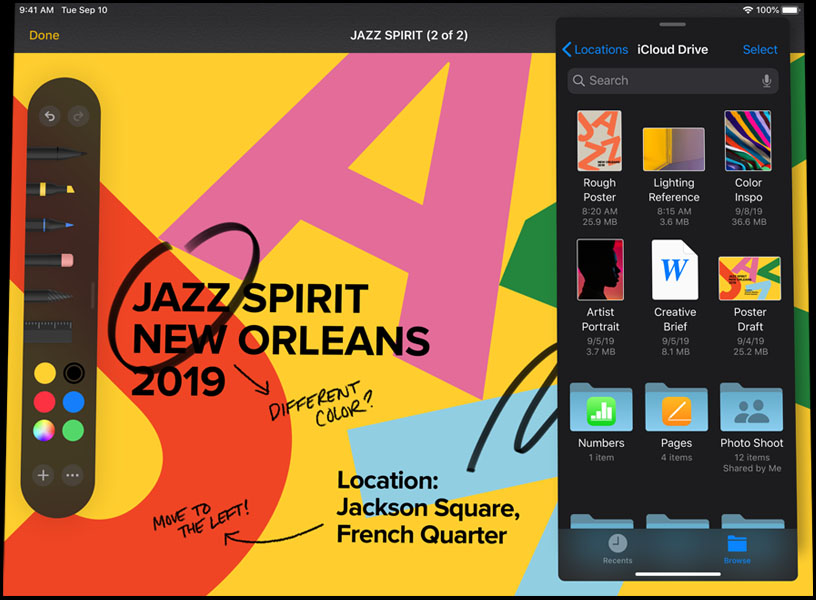 9:41 AM Tue Sep 10
100%
Done
JAZZ SPIRIT (2 of 2)
JAZZ SPIRIT
NEW ORLEANS
2019
DIFFERENT
COLOR?
Location:
Jackson Square,
French Quarter
MOVE TO
THE LEFT!
Locations iCloud Drive Select
Search
Rough
Poster
8:20 AM
25.9 MB
Lighting
Reference
8:15 AM
3.6 MB
Color
Inspo
9/8/19
36.6 MB
Artist
Portrait
9/5/19
3.7 MB
W
Creative
Brief
9/5/19
8.1 MB
Poster
Draft
9/4/19
25.2 MB
Numbers
1 item
Pages
4 items
Photo Shoot
12 items
Shared by Me
Recents
Browse